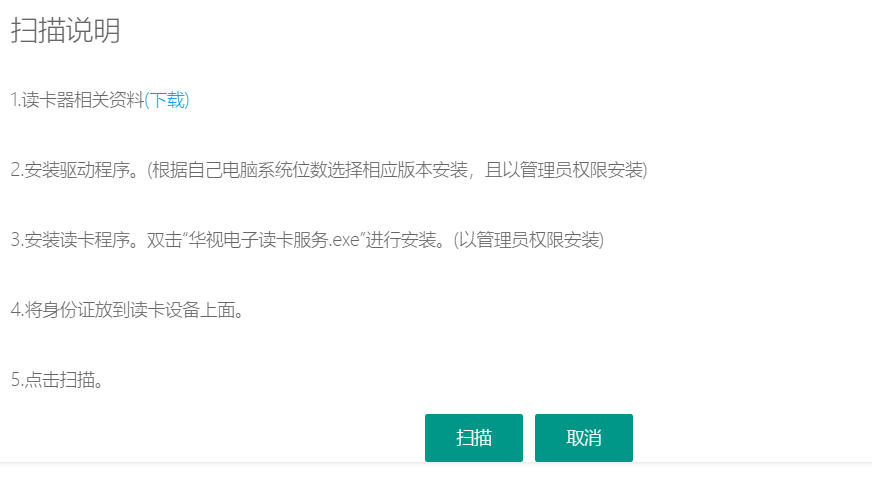 扫描说明
1.读卡器相关资料(下载)
2.安装驱动程序。(根据自己电脑系统位数选择相应版本安装，且以管理员权限安装)
3.安装读卡程序。双击“华视电子读卡服务.exe”进行安装。(以管理员权限安装)
4.将身份证放到读卡设备上面。
5.点击扫描。
扫描 取消